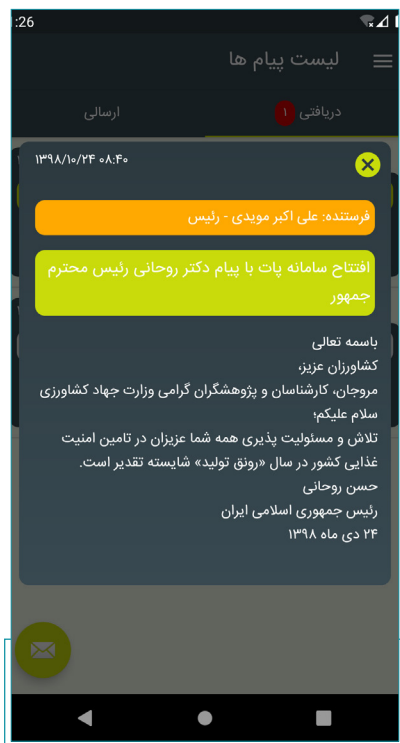 :26
لیست پیام ها
دریافتی ۱
ارسالی
۱۳۹۸/۱۰/۲۴ ۰۸:۴۰
فرستنده: علی اکبر مویدی - رئیس
افتتاح سامانه پات با پیام دکتر روحانی رئیس محترم
جمهور
باسمه تعالی
کشاورزان عزیز،
مروجان، کارشناسان و پژوهشگران گرامی وزارت جهاد کشاورزی
سلام علیکم؛
تلاش و مسئولیت پذیری همه شما عزیزان در تامین امنیت
غذایی کشور در سال «رونق تولید» شایسته تقدیر است.
حسن روحانی
رئیس جمهوری اسلامی ایران
۲۴ دی ماه ۱۳۹۸